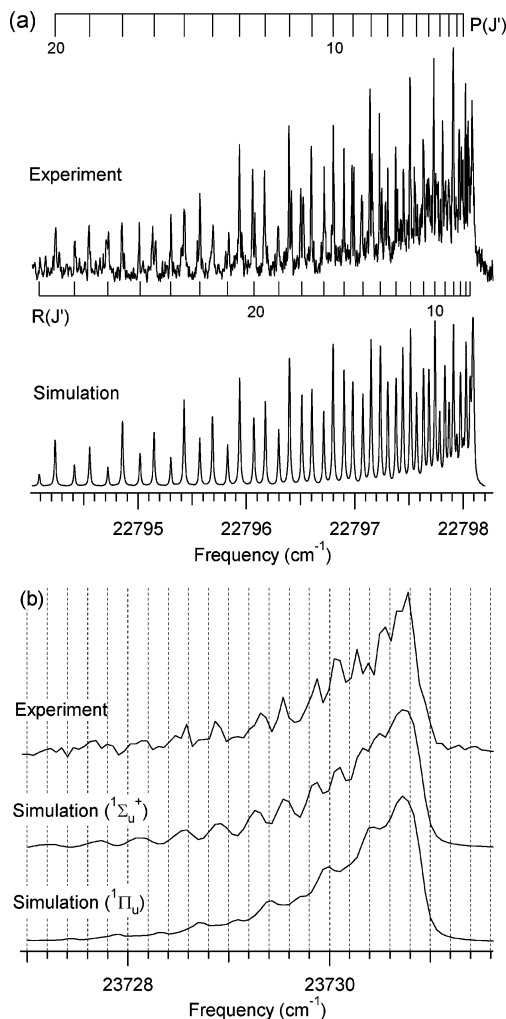 (a)
P(J')
20 10
Experiment
R(J')
20 10
Simulation
22795 22796 22797 22798
Frequency (cm⁻¹)
(b)
Experiment
Simulation (¹Σᵤ⁺)
Simulation (¹Πᵤ)
23728 23730
Frequency (cm⁻¹)